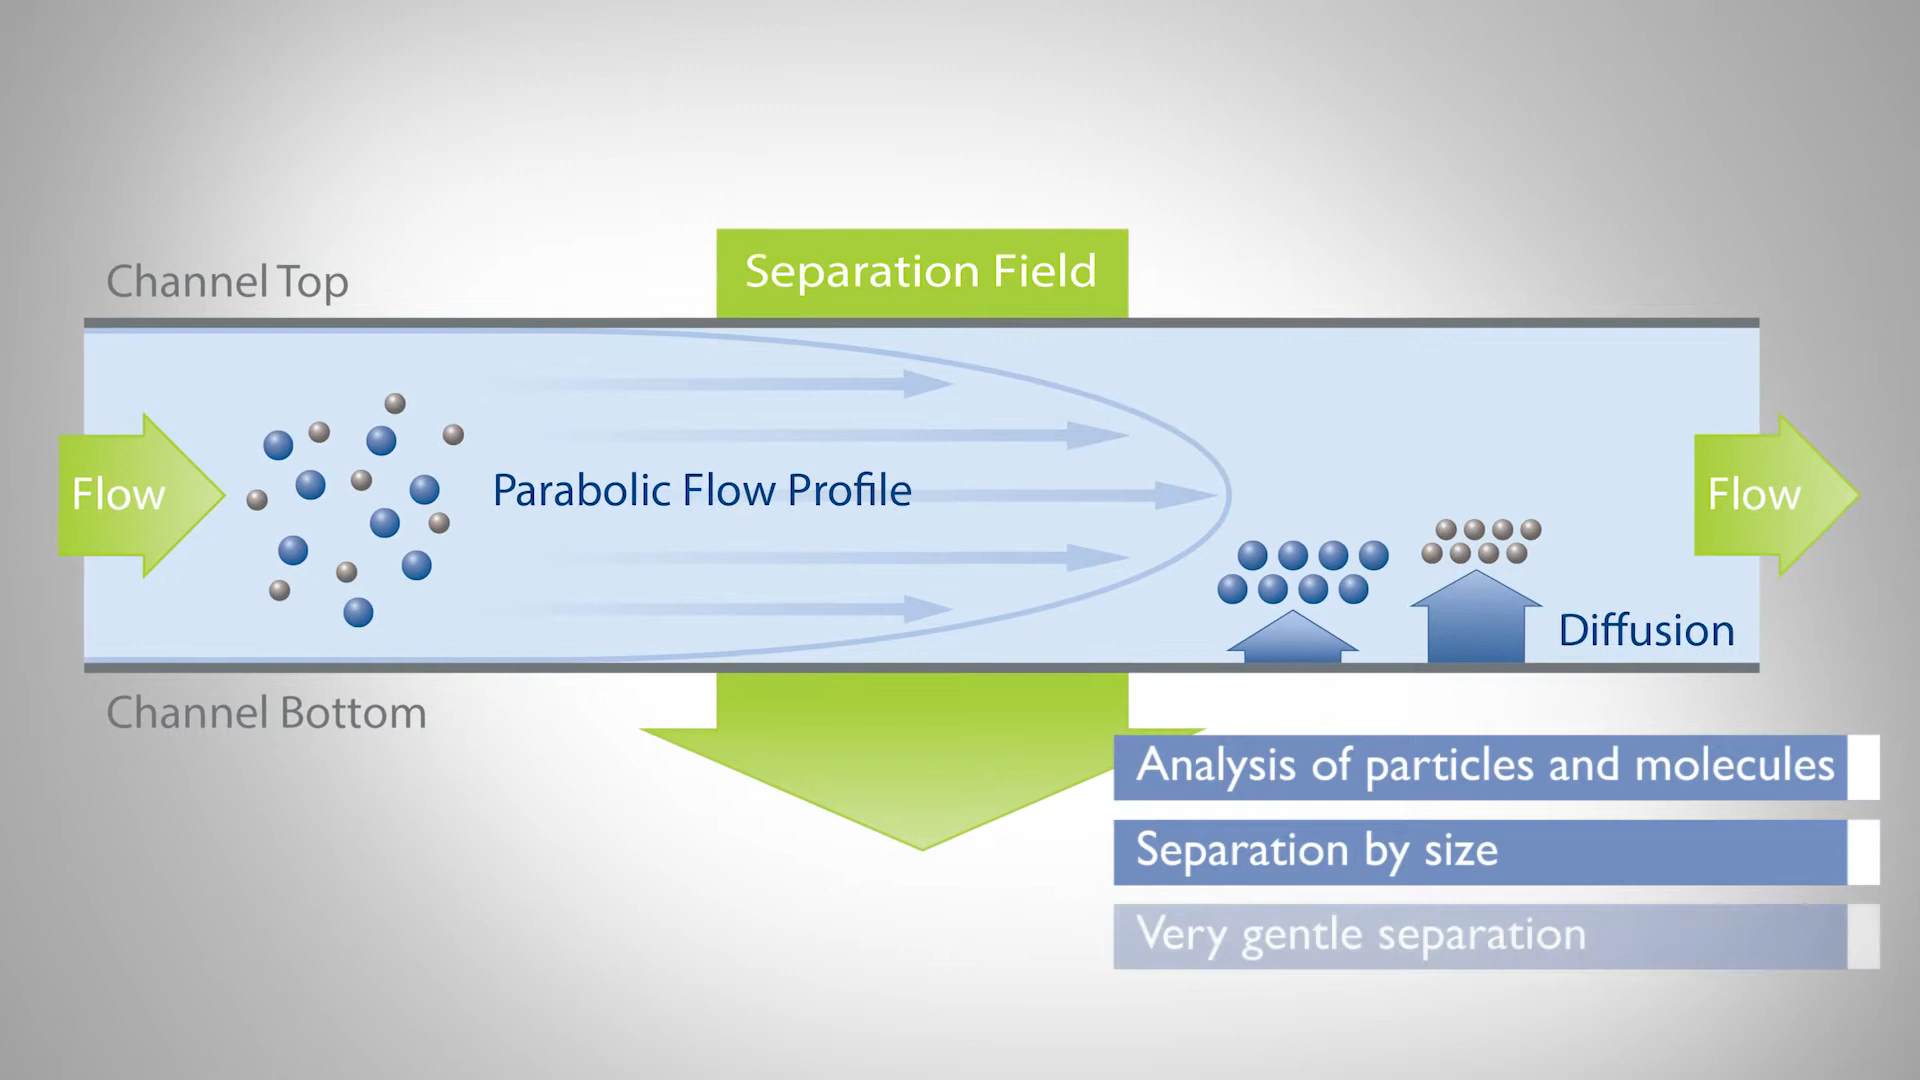 Separation Field
Channel Top
Flow
Parabolic Flow Profile
Flow
Diffusion
Channel Bottom
Analysis of particles and molecules
Separation by size
Very gentle separation